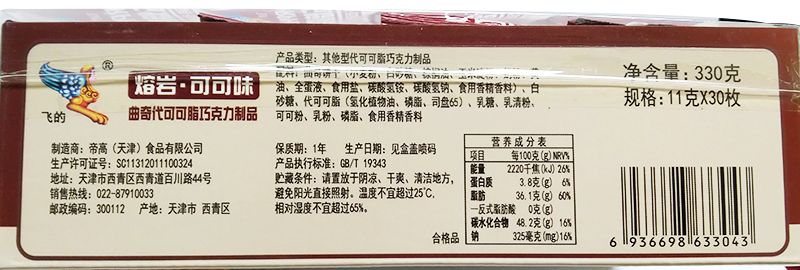 飞的
®
熔岩·可可味
曲奇代可可脂巧克力制品
产品类型：其他型代可可脂巧克力制品
配料：曲奇饼干（小麦粉、白砂糖、棕榈油、玉米淀粉、奶粉、黄
油、全蛋液、食用盐、碳酸氢铵、碳酸氢钠、食用香精香料）、白
砂糖、代可可脂（氢化植物油、磷脂、司盘65）、乳糖、乳清粉、
可可粉、乳粉、磷脂、食用香精香料
净含量：330克
规格：11克X30枚
制造商：帝高（天津）食品有限公司
生产许可证号：SC11312011100324
地址：天津市西青区西青道百川路44号
销售热线：022-87910033
邮政编码：300112 产地：天津市 西青区
保质期：1年 生产日期：见盒盖喷码
产品执行标准：GB/T 19343
贮藏条件：请置放于阴凉、干爽、清洁地方，
避免阳光直接照射。温度不宜超过25℃，
相对湿度不宜超过65%。
合格品
营养成分表
项目 每100克(g) NRV%
能量 2220千焦(kJ) 26%
蛋白质 3.8克(g) 6%
脂肪 36.1克(g) 60%
—反式脂肪酸 0克(g)
碳水化合物 48.2克(g) 16%
钠 325毫克(mg) 16%
6 936698 633043